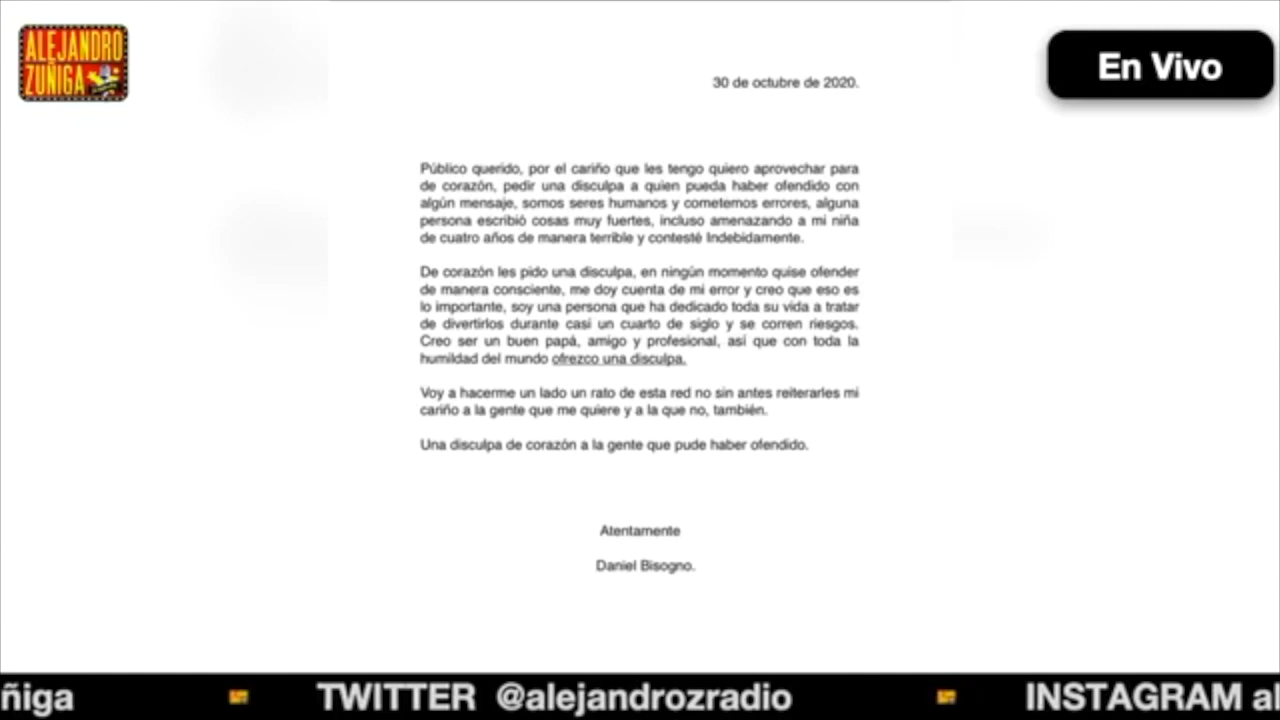 ALEJANDRO
ZUÑIGA
En Vivo
30 de octubre de 2020.
Público querido, por el cariño que les tengo quiero aprovechar para
de corazón, pedir una disculpa a quien pueda haber ofendido con
algún mensaje, somos seres humanos y cometemos errores, alguna
persona escribió cosas muy fuertes, incluso amenazando a mi niña
de cuatro años de manera terrible y contesté Indebidamente.
De corazón les pido una disculpa, en ningún momento quise ofender
de manera consciente, me doy cuenta de mi error y creo que eso es
lo importante, soy una persona que ha dedicado toda su vida a tratar
de divertirlos durante casi un cuarto de siglo y se corren riesgos.
Creo ser un buen papá, amigo y profesional, así que con toda la
humildad del mundo ofrezco una disculpa.
Voy a hacerme un lado un rato de esta red no sin antes reiterarles mi
cariño a la gente que me quiere y a la que no, también.
Una disculpa de corazón a la gente que pude haber ofendido.
Atentamente
Daniel Bisogno.
ñiga TWITTER @alejandrozradio INSTAGRAM al